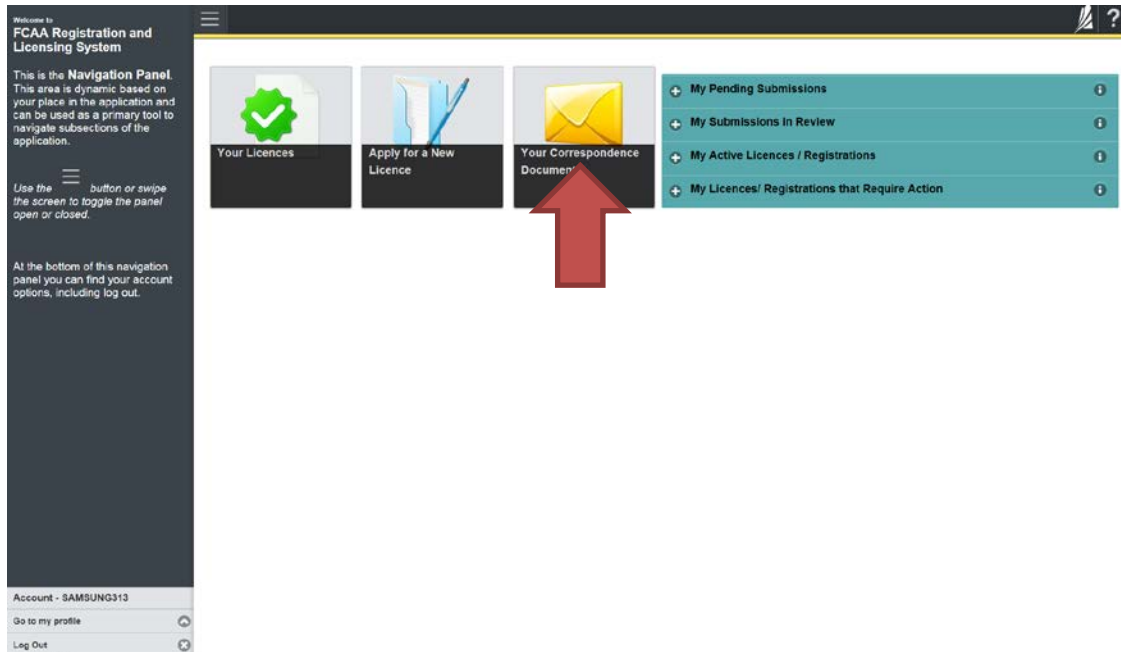 Welcome to
FCAA Registration and
Licensing System
This is the Navigation Panel.
This area is dynamic based on
your place in the application and
can be used as a primary tool to
navigate subsections of the
application.
Use the button or swipe
the screen to toggle the panel
open or closed.
At the bottom of this navigation
panel you can find your account
options, including log out.
Account - SAMSUNG313
Go to my profile
Log Out
?
Your Licences
Apply for a New
Licence
Your Correspondence
Document
My Pending Submissions
My Submissions In Review
My Active Licences / Registrations
My Licences/ Registrations that Require Action